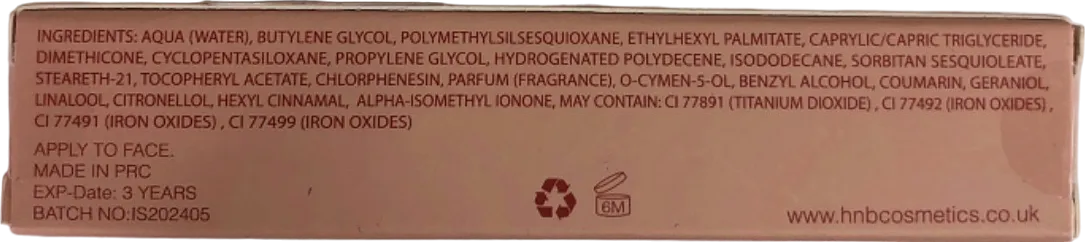 INGREDIENTS: AQUA (WATER), BUTYLENE GLYCOL, POLYMETHYLSILSESQUIOXANE, ETHYLHEXYL PALMITATE, CAPRYLIC/CAPRIC TRIGLYCERIDE,
DIMETHICONE, CYCLOPENTASILOXANE, PROPYLENE GLYCOL, HYDROGENATED POLYDECENE, ISODODECANE, SORBITAN SESQUIOLEATE,
STEARETH-21, TOCOPHERYL ACETATE, CHLORPHENESIN, PARFUM (FRAGRANCE), O-CYMEN-5-OL, BENZYL ALCOHOL, COUMARIN, GERANIOL,
LINALOOL, CITRONELLOL, HEXYL CINNAMAL, ALPHA-ISOMETHYL IONONE, MAY CONTAIN: CI 77891 (TITANIUM DIOXIDE) , CI 77492 (IRON OXIDES) ,
CI 77491 (IRON OXIDES) , CI 77499 (IRON OXIDES)
APPLY TO FACE.
MADE IN PRC
EXP-Date: 3 YEARS
BATCH NO:IS202405
6M
www.hnbcosmetics.co.uk